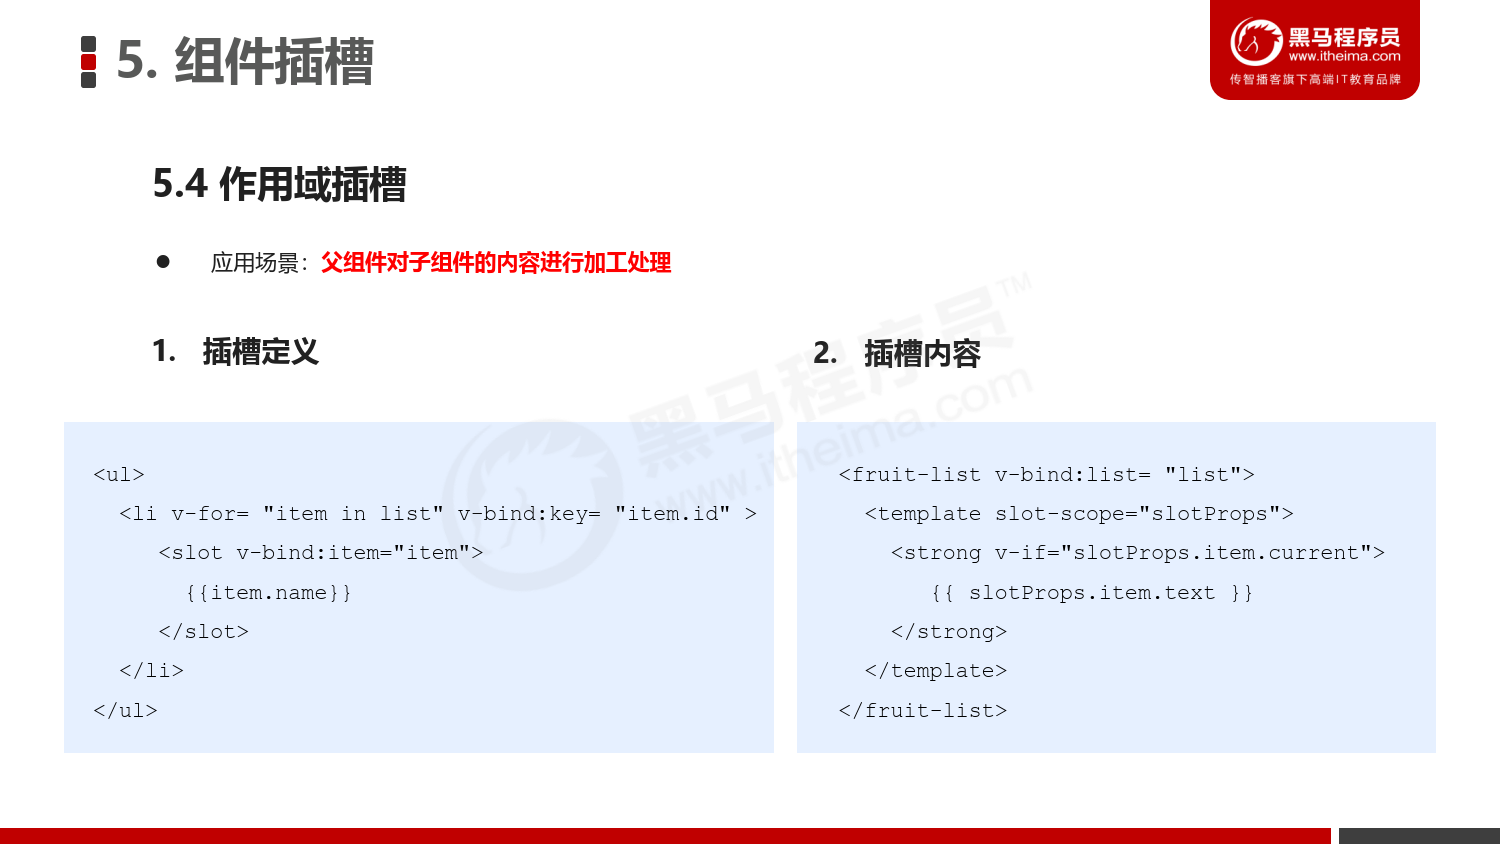 5. 组件插槽
黑马程序员
www.itheima.com
传智播客旗下高端IT教育品牌
5.4 作用域插槽
● 应用场景：父组件对子组件的内容进行加工处理
1. 插槽定义
<ul>
  <li v-for= "item in list" v-bind:key= "item.id" >
     <slot v-bind:item="item">
       {{item.name}}
     </slot>
  </li>
</ul>
2. 插槽内容
<fruit-list v-bind:list= "list">
  <template slot-scope="slotProps">
    <strong v-if="slotProps.item.current">
       {{ slotProps.item.text }}
    </strong>
  </template>
</fruit-list>
黑马程序员™
www.itheima.com